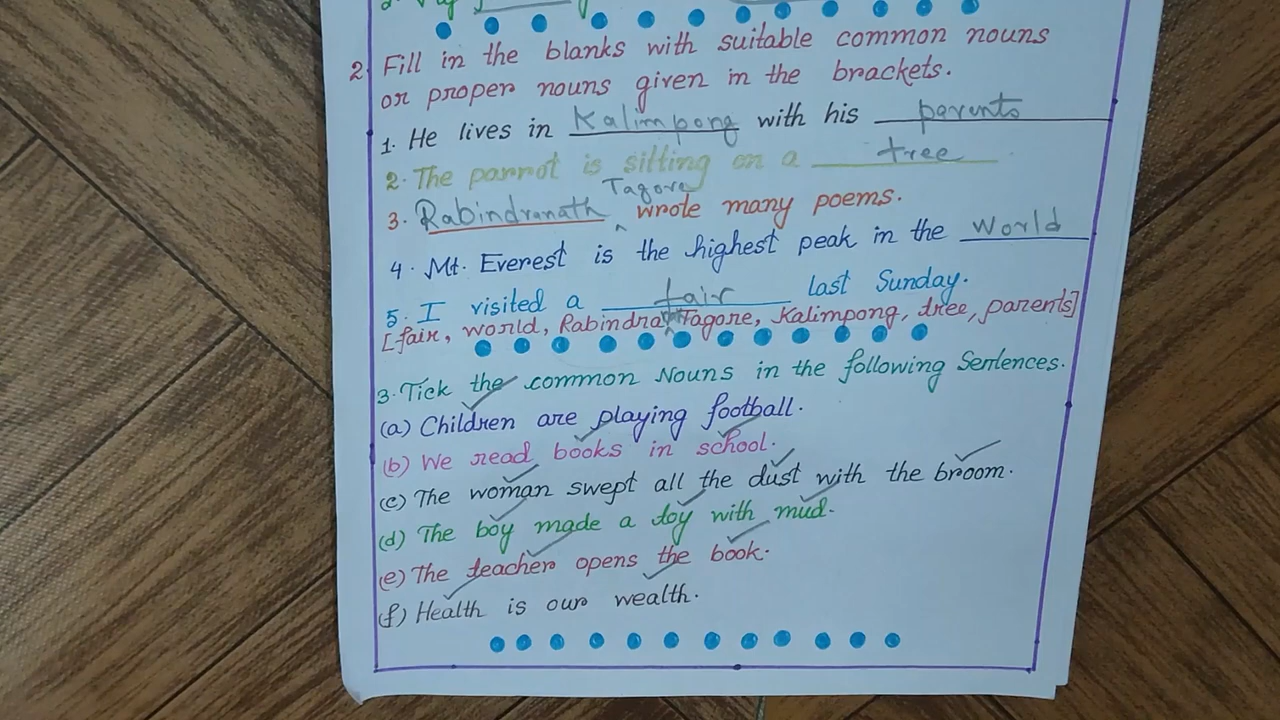 2. Fill in the blanks with suitable common nouns
or proper nouns given in the brackets.
1. He lives in Kalimpong with his parents
2. The parrot is sitting on a tree
Tagore
3. Rabindranath ^ wrote many poems.
4. Mt. Everest is the highest peak in the World
5. I visited a fair last Sunday.
[fair, world, Rabindra Tagore, Kalimpong, tree, parents]
3. Tick the common Nouns in the following Sentences.
(a) Children are playing football.
(b) We read books in school.
(c) The woman swept all the dust with the broom.
(d) The boy made a toy with mud.
(e) The teacher opens the book.
(f) Health is our wealth.